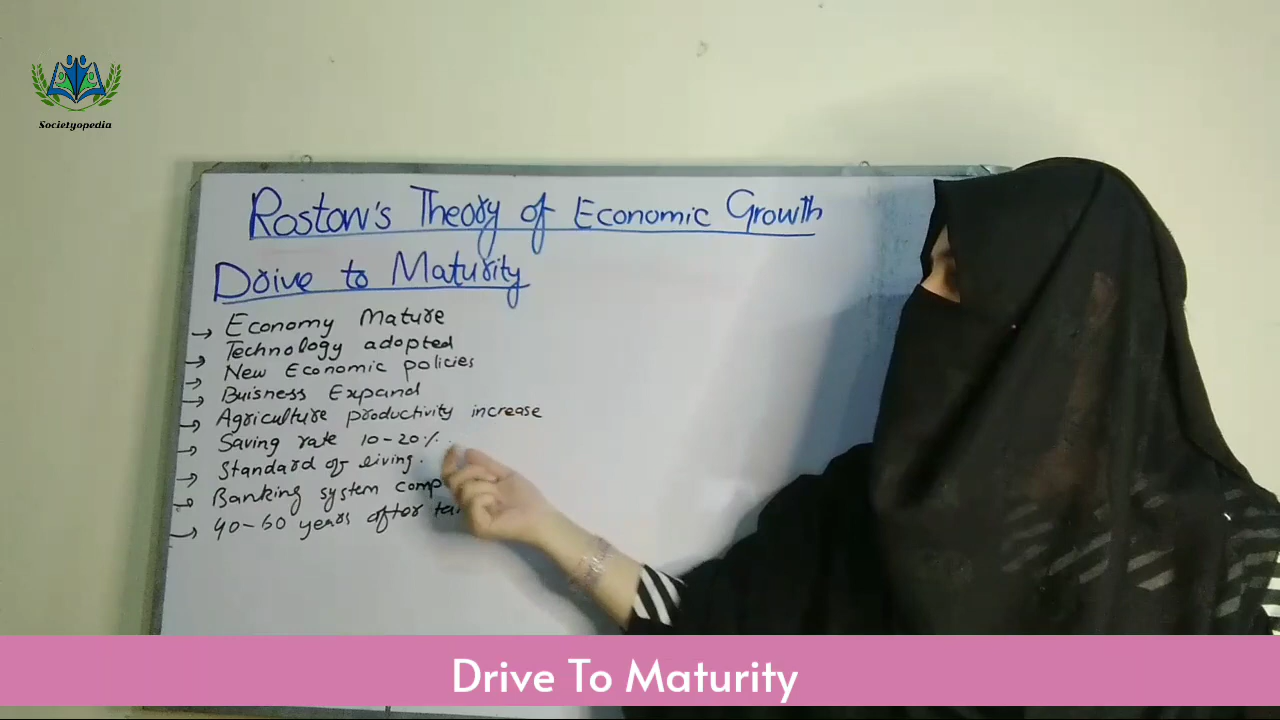 Societyopedia
Rostow's Theory of Economic Growth
Drive to Maturity
→ Economy Mature
→ Technology adopted
→ New Economic policies
→ Buisness Expand
→ Agriculture productivity increase
→ Saving rate 10-20%.
→ Standard of living.
→ Banking system comp
→ 40-60 years after
Drive To Maturity